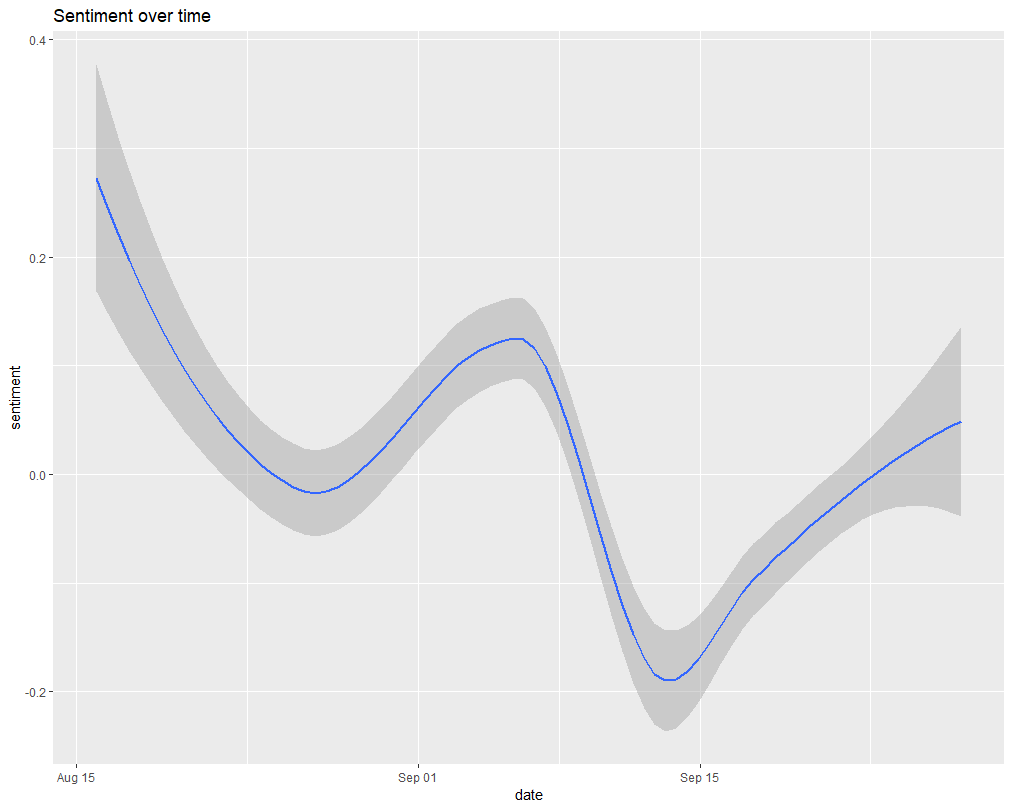 Sentiment over time
0.4
0.2
0.0
-0.2
sentiment
Aug 15
Sep 01
Sep 15
date